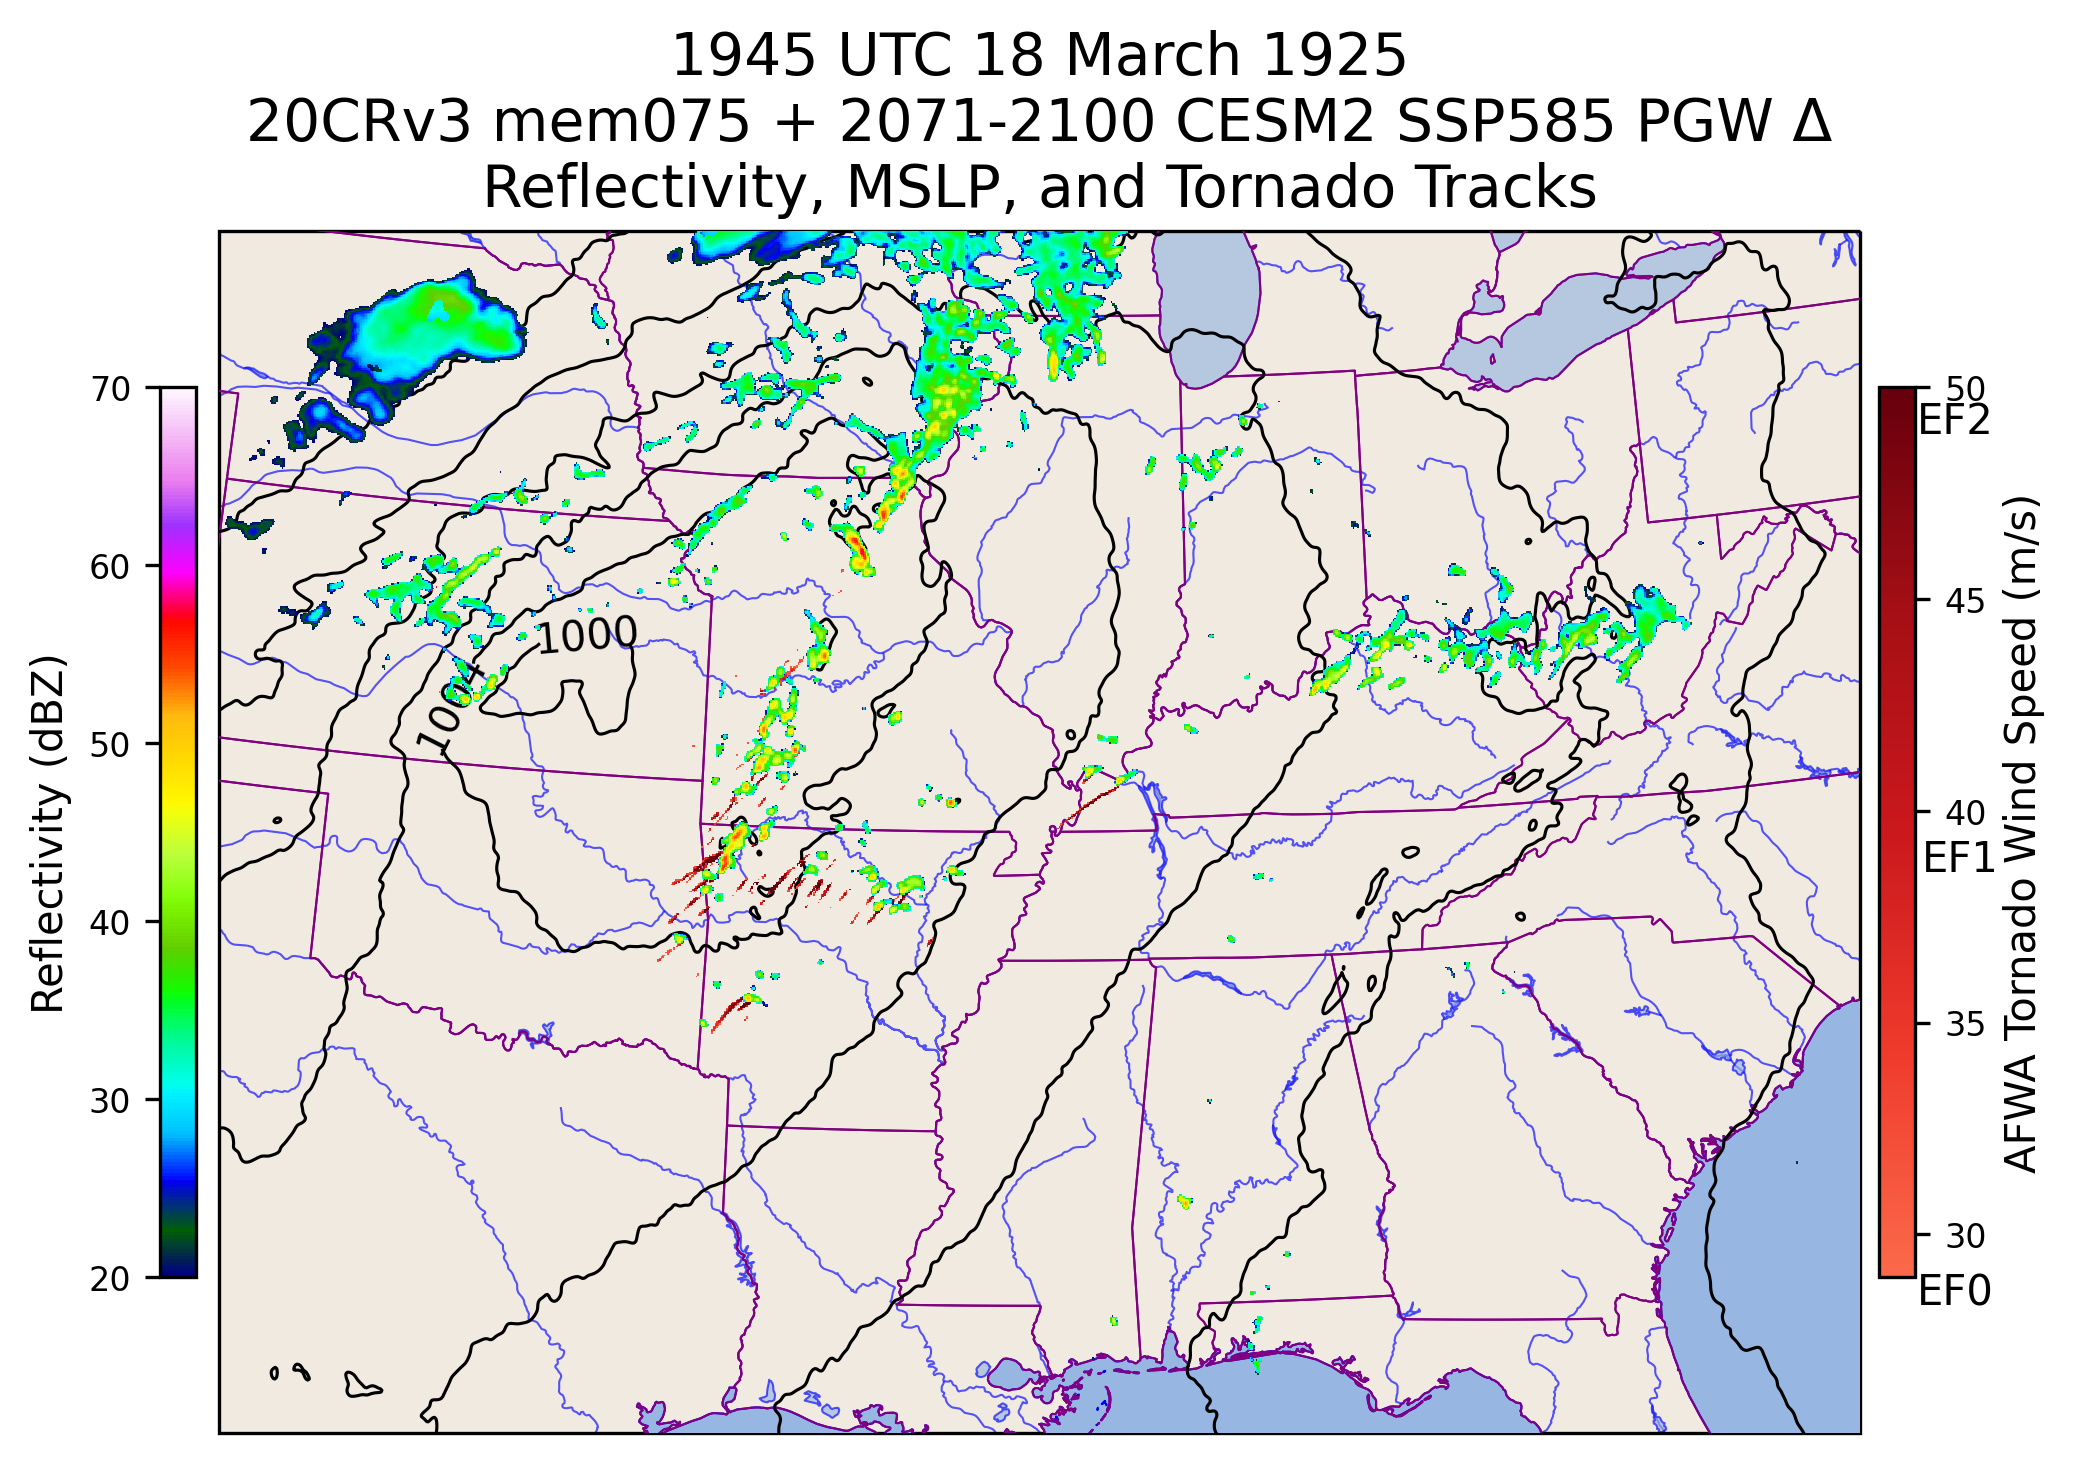 1945 UTC 18 March 1925
20CRv3 mem075 + 2071-2100 CESM2 SSP585 PGW Δ
Reflectivity, MSLP, and Tornado Tracks
Reflectivity (dBZ)
70
60
50
40
30
20
1000
1004
50
EF2
45
40
EF1
35
30
EF0
AFWA Tornado Wind Speed (m/s)